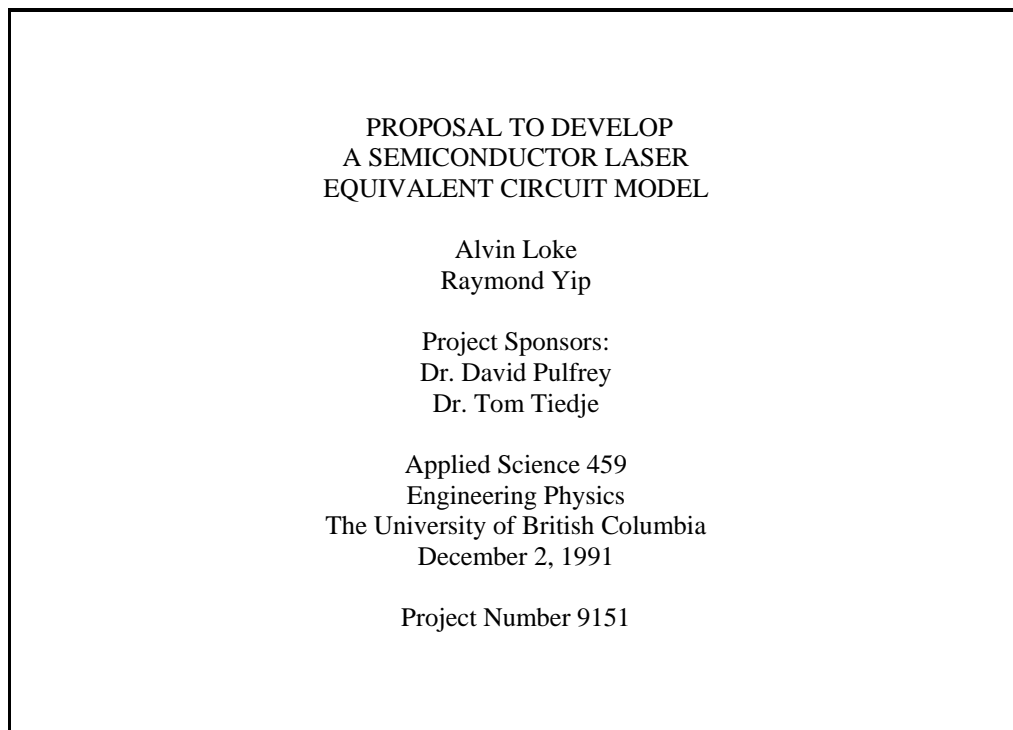 PROPOSAL TO DEVELOP
A SEMICONDUCTOR LASER
EQUIVALENT CIRCUIT MODEL
Alvin Loke
Raymond Yip
Project Sponsors:
Dr. David Pulfrey
Dr. Tom Tiedje
Applied Science 459
Engineering Physics
The University of British Columbia
December 2, 1991
Project Number 9151